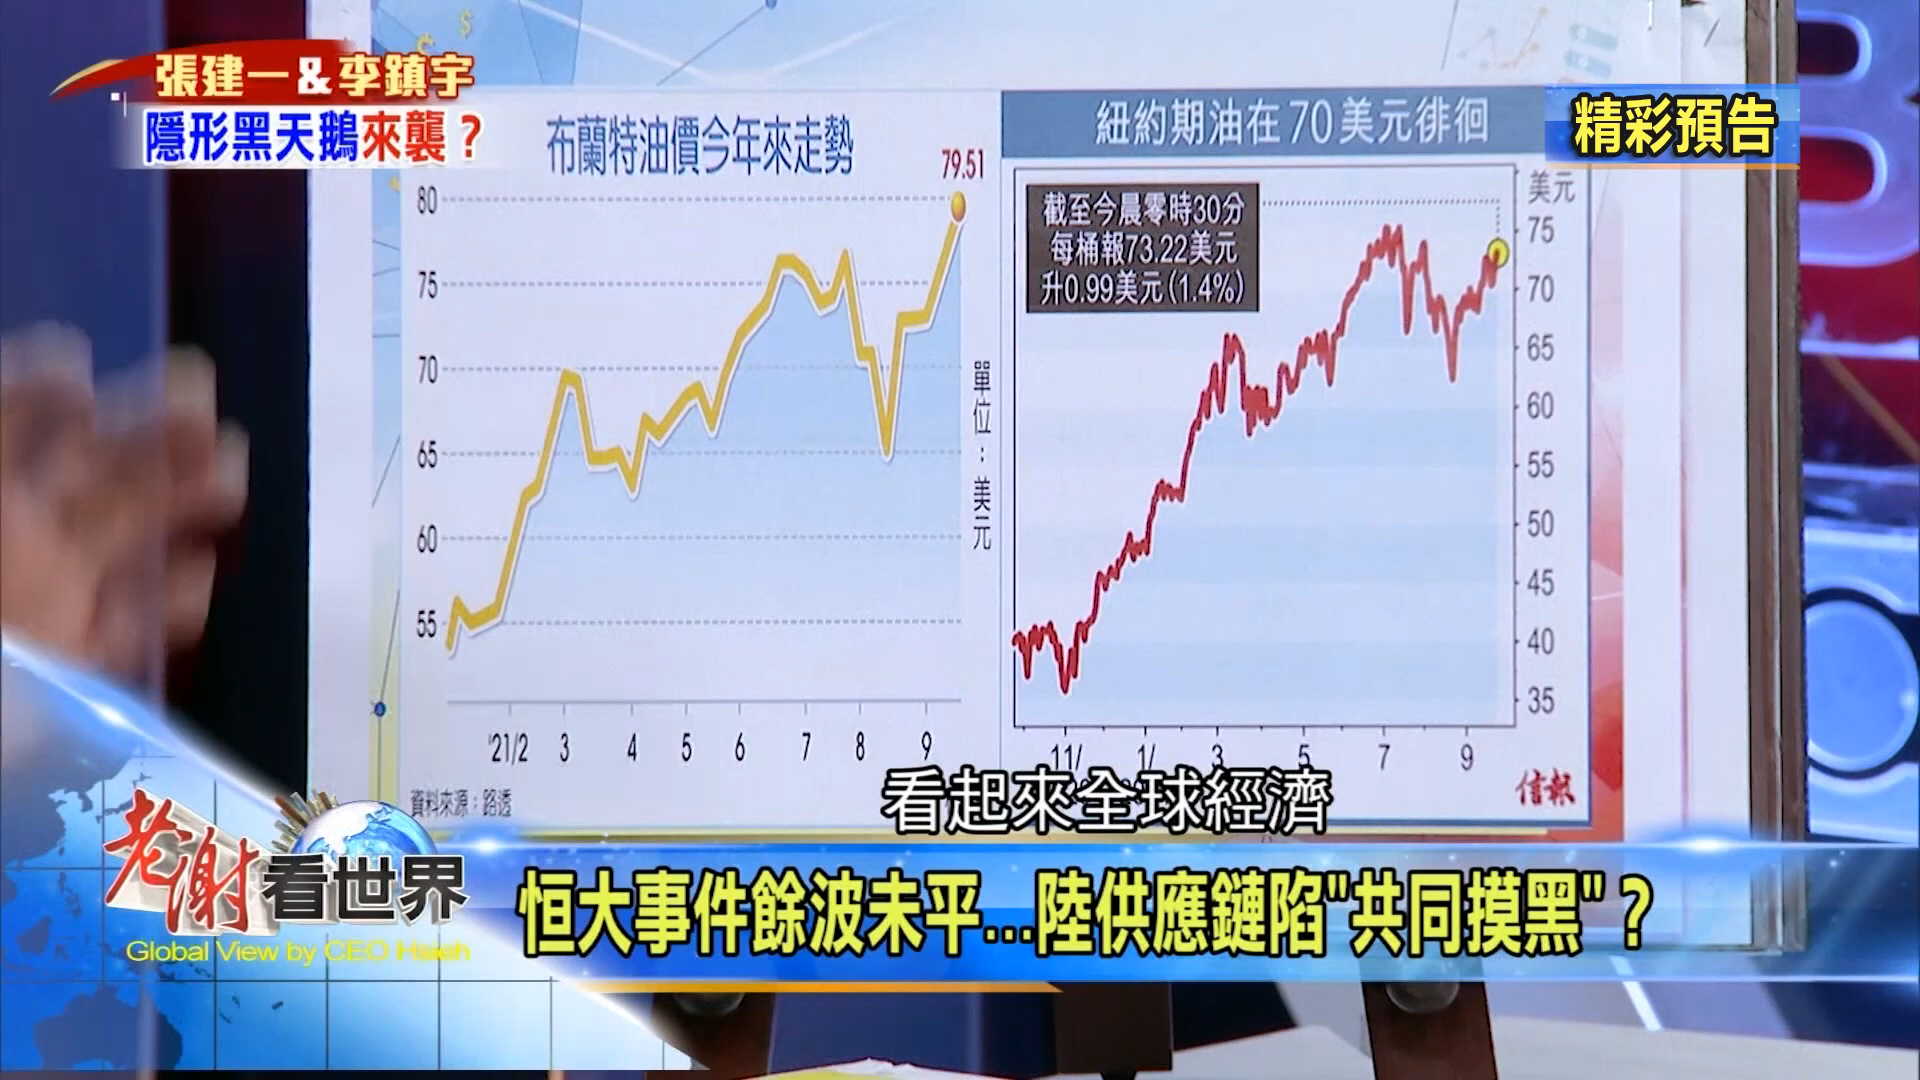 張建一&李鎮宇
隱形黑天鵝來襲？
精彩預告
布蘭特油價今年來走勢
79.51
80
75
70
65
60
55
'21/2 3 4 5 6 7 8 9
單位：美元
資料來源：路透
紐約期油在70美元徘徊
截至今晨零時30分
每桶報73.22美元
升0.99美元(1.4%)
美元
75
70
65
60
55
50
45
40
35
11/ 1/ 3 5 7 9
信報
看起來全球經濟
老謝看世界
Global View by CEO Hsieh
恒大事件餘波未平...陸供應鏈陷"共同摸黑"？